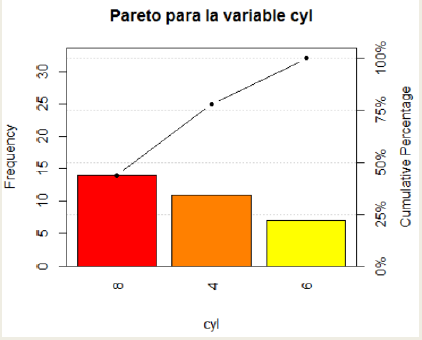 Pareto para la variable cyl
Frequency
0 5 10 15 20 25 30
8 4 6
cyl
0% 25% 50% 75% 100%
Cumulative Percentage